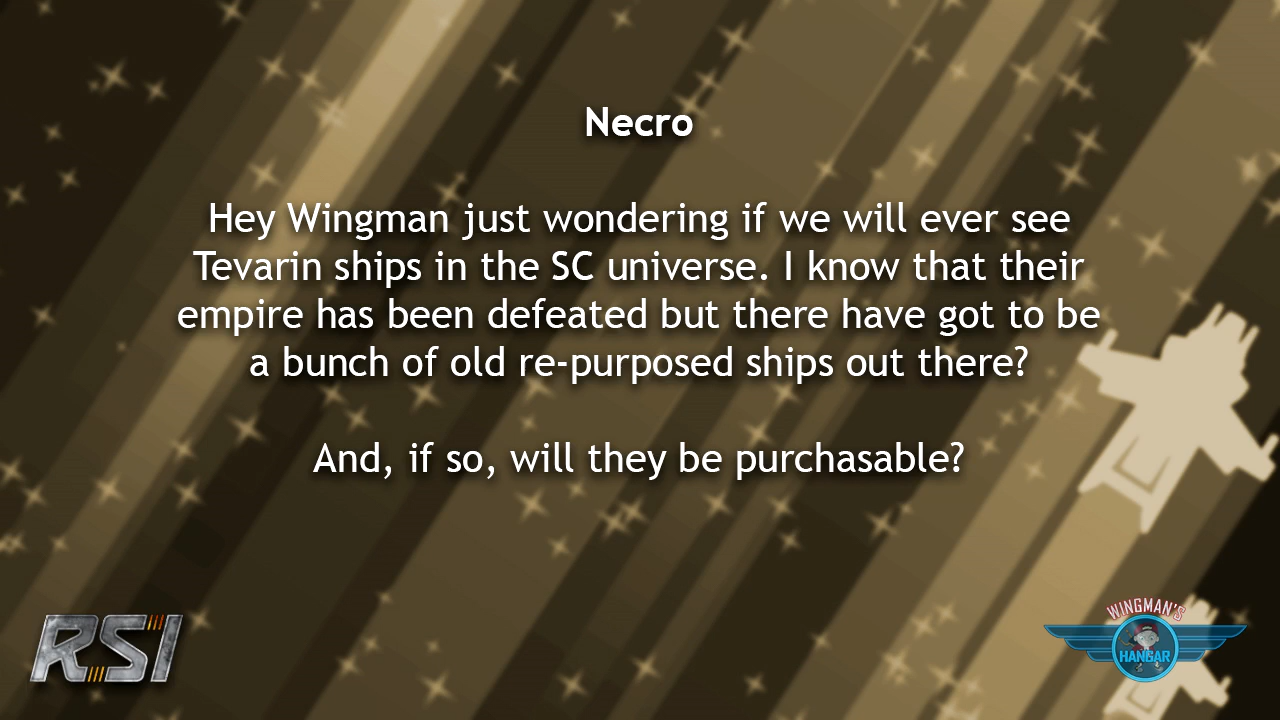 Necro
Hey Wingman just wondering if we will ever see
Tevarin ships in the SC universe. I know that their
empire has been defeated but there have got to be
a bunch of old re-purposed ships out there?
And, if so, will they be purchasable?
RSI
WINGMAN'S
HANGAR